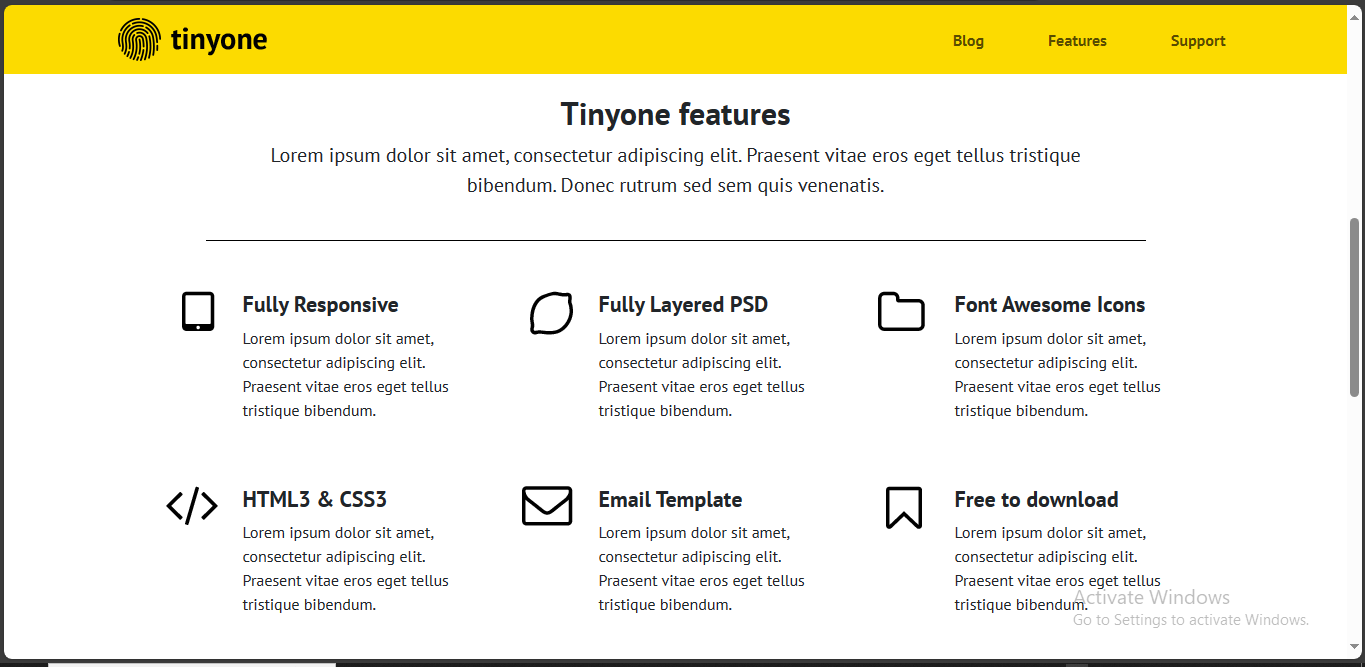 tinyone
Blog
Features
Support
Tinyone features
Lorem ipsum dolor sit amet, consectetur adipiscing elit. Praesent vitae eros eget tellus tristique
bibendum. Donec rutrum sed sem quis venenatis.
Fully Responsive
Lorem ipsum dolor sit amet,
consectetur adipiscing elit.
Praesent vitae eros eget tellus
tristique bibendum.
Fully Layered PSD
Lorem ipsum dolor sit amet,
consectetur adipiscing elit.
Praesent vitae eros eget tellus
tristique bibendum.
Font Awesome Icons
Lorem ipsum dolor sit amet,
consectetur adipiscing elit.
Praesent vitae eros eget tellus
tristique bibendum.
HTML3 & CSS3
Lorem ipsum dolor sit amet,
consectetur adipiscing elit.
Praesent vitae eros eget tellus
tristique bibendum.
Email Template
Lorem ipsum dolor sit amet,
consectetur adipiscing elit.
Praesent vitae eros eget tellus
tristique bibendum.
Free to download
Lorem ipsum dolor sit amet,
consectetur adipiscing elit.
Praesent vitae eros eget tellus
tristique bibendum.
Activate Windows
Go to Settings to activate Windows.